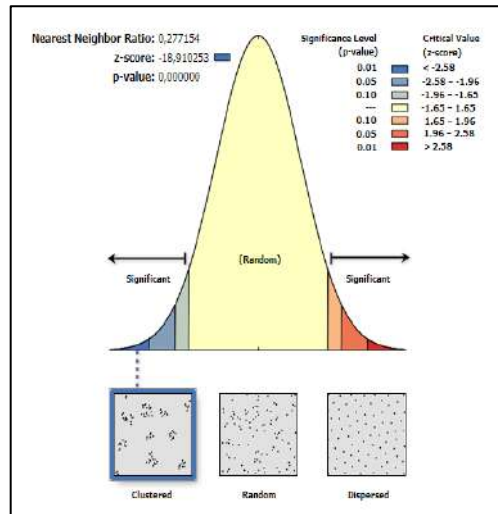 Nearest Neighbor Ratio: 0,277154
z-score: -18,910253
p-value: 0,000000
Significance Level
(p-value)
Critical Value
(z-score)
0.01 < -2.58
0.05 -2.58 – -1.96
0.10 -1.96 – -1.65
--- -1.65 – 1.65
0.10 1.65 – 1.96
0.05 1.96 – 2.58
0.01 > 2.58
Significant
(Random)
Significant
Clustered
Random
Dispersed